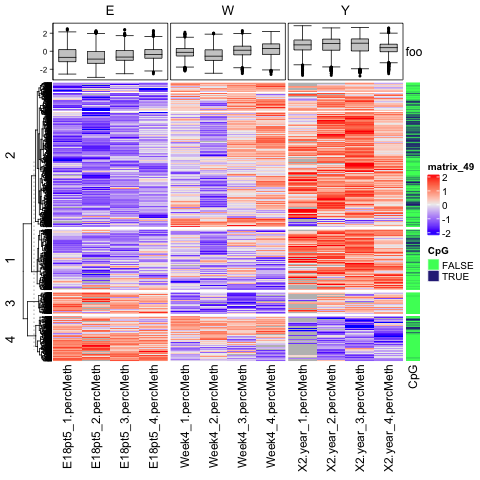 E W Y
2
0
-2
foo
2
1
3
4
matrix_49
2
1
0
-1
-2
CpG
FALSE
TRUE
E18pt5_1.percMeth
E18pt5_2.percMeth
E18pt5_3.percMeth
E18pt5_4.percMeth
Week4_1.percMeth
Week4_2.percMeth
Week4_3.percMeth
Week4_4.percMeth
X2.year_1.percMeth
X2.year_2.percMeth
X2.year_3.percMeth
X2.year_4.percMeth
CpG